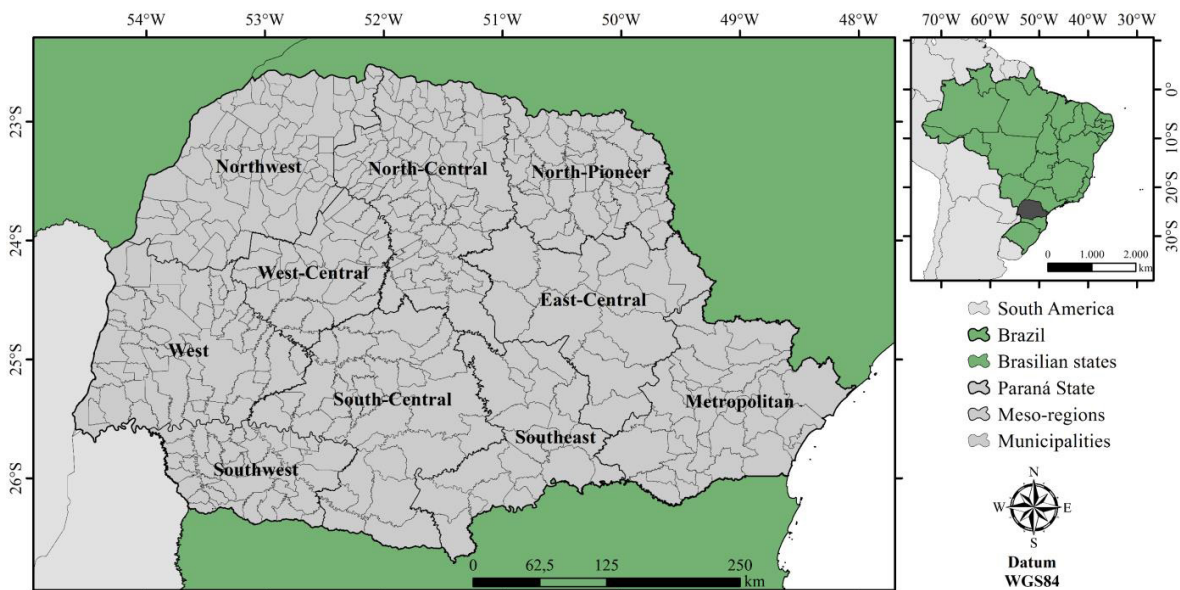 54°W 53°W 52°W 51°W 50°W 49°W 48°W
23°S
24°S
25°S
26°S
Northwest
North-Central
North-Pioneer
West-Central
East-Central
West
South-Central
Metropolitan
Southeast
Southwest
0 62,5 125 250
km
70°W 60°W 50°W 40°W 30°W
0°
10°S
20°S
30°S
0 1.000 2.000
km
South America
Brazil
Brasilian states
Paraná State
Meso-regions
Municipalities
N
W E
S
Datum
WGS84